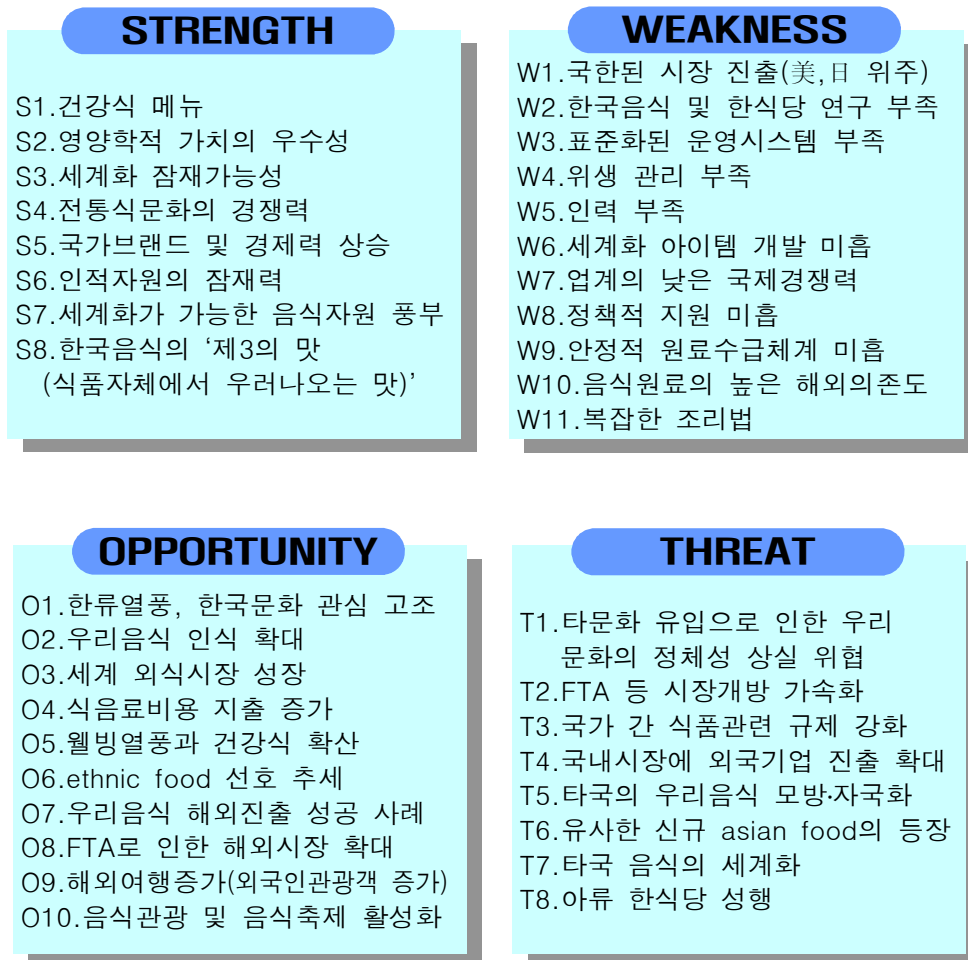 STRENGTH
S1.건강식 메뉴
S2.영양학적 가치의 우수성
S3.세계화 잠재가능성
S4.전통식문화의 경쟁력
S5.국가브랜드 및 경제력 상승
S6.인적자원의 잠재력
S7.세계화가 가능한 음식자원 풍부
S8.한국음식의 ‘제3의 맛
(식품자체에서 우러나오는 맛)’
WEAKNESS
W1.국한된 시장 진출(美,日 위주)
W2.한국음식 및 한식당 연구 부족
W3.표준화된 운영시스템 부족
W4.위생 관리 부족
W5.인력 부족
W6.세계화 아이템 개발 미흡
W7.업계의 낮은 국제경쟁력
W8.정책적 지원 미흡
W9.안정적 원료수급체계 미흡
W10.음식원료의 높은 해외의존도
W11.복잡한 조리법
OPPORTUNITY
O1.한류열풍, 한국문화 관심 고조
O2.우리음식 인식 확대
O3.세계 외식시장 성장
O4.식음료비용 지출 증가
O5.웰빙열풍과 건강식 확산
O6.ethnic food 선호 추세
O7.우리음식 해외진출 성공 사례
O8.FTA로 인한 해외시장 확대
O9.해외여행증가(외국인관광객 증가)
O10.음식관광 및 음식축제 활성화
THREAT
T1.타문화 유입으로 인한 우리
문화의 정체성 상실 위협
T2.FTA 등 시장개방 가속화
T3.국가 간 식품관련 규제 강화
T4.국내시장에 외국기업 진출 확대
T5.타국의 우리음식 모방·자국화
T6.유사한 신규 asian food의 등장
T7.타국 음식의 세계화
T8.아류 한식당 성행